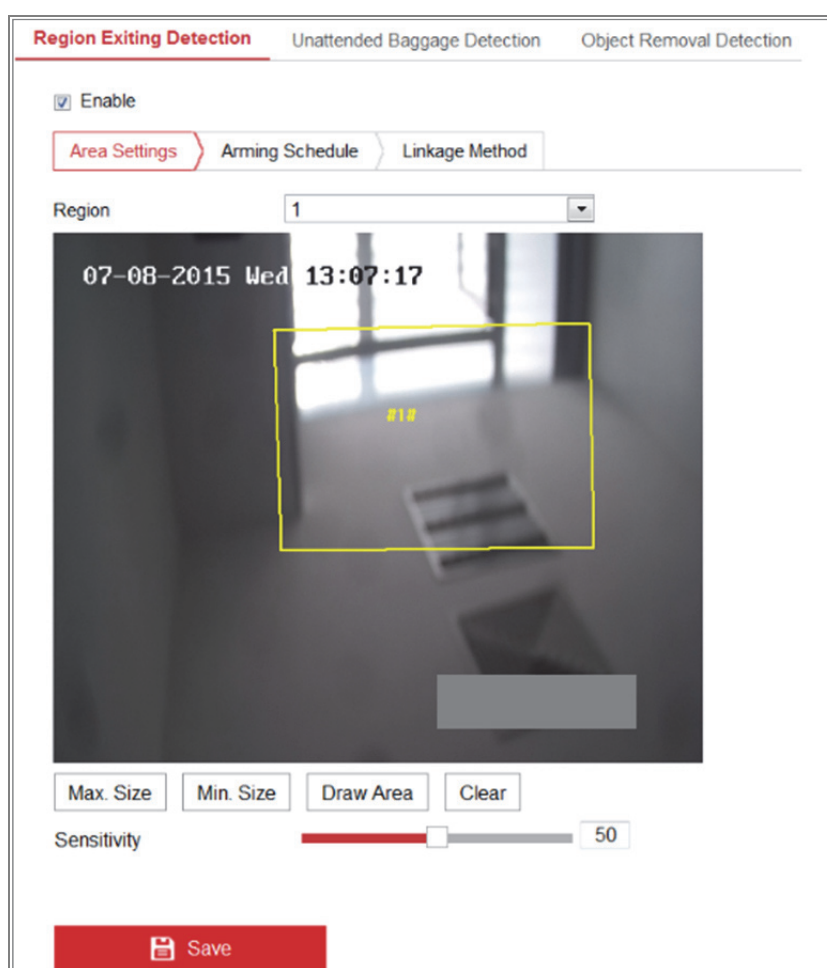 Region Exiting Detection Unattended Baggage Detection Object Removal Detection
Enable
Area Settings Arming Schedule Linkage Method
Region 1
07-08-2015 Wed 13:07:17
#1#
Max. Size Min. Size Draw Area Clear
Sensitivity 50
Save